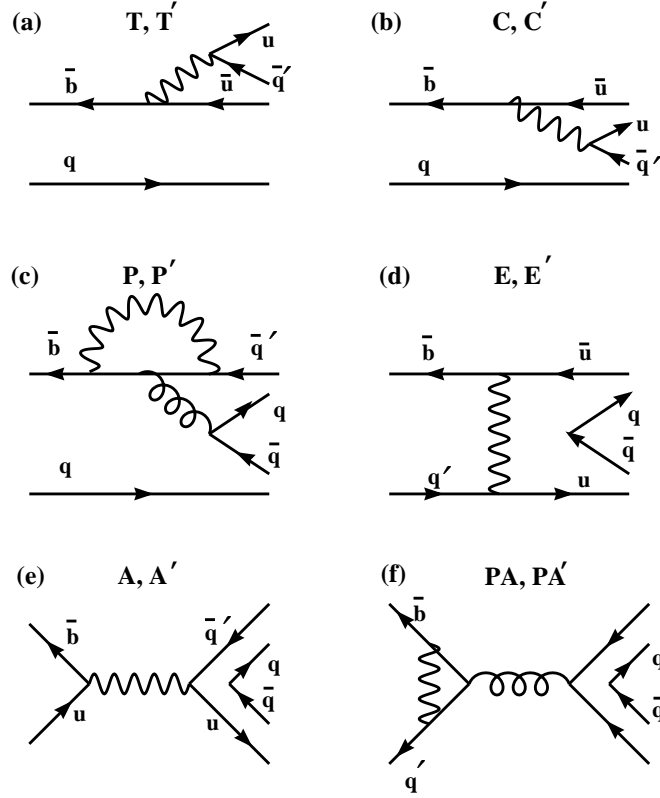 (a) T, T′
u
b̄ ū q̄′
q
(b) C, C′
b̄ ū
u
q q̄′
(c) P, P′
b̄ q̄′
q
q q̄
(d) E, E′
b̄ ū
q
q̄
q′ u
(e) A, A′
b̄ q̄′
q
q̄
u u
(f) PA, PA′
b̄
q
q̄
q′